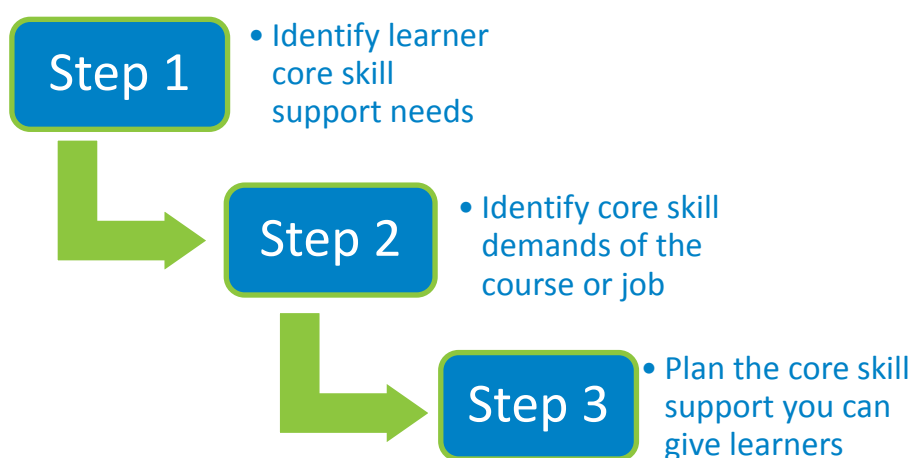 Step 1
• Identify learner
core skill
support needs
Step 2
• Identify core skill
demands of the
course or job
Step 3
• Plan the core skill
support you can
give learners